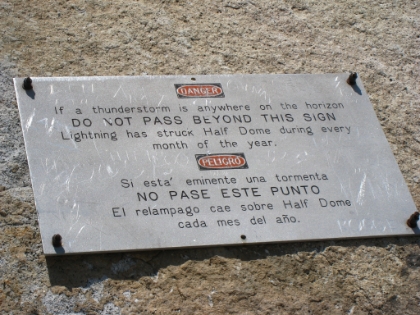 DANGER
If a thunderstorm is anywhere on the horizon
DO NOT PASS BEYOND THIS SIGN
Lightning has struck Half Dome during every
month of the year.
PELIGRO
Si esta' eminente una tormenta
NO PASE ESTE PUNTO
El relampago cae sobre Half Dome
cada mes del año.